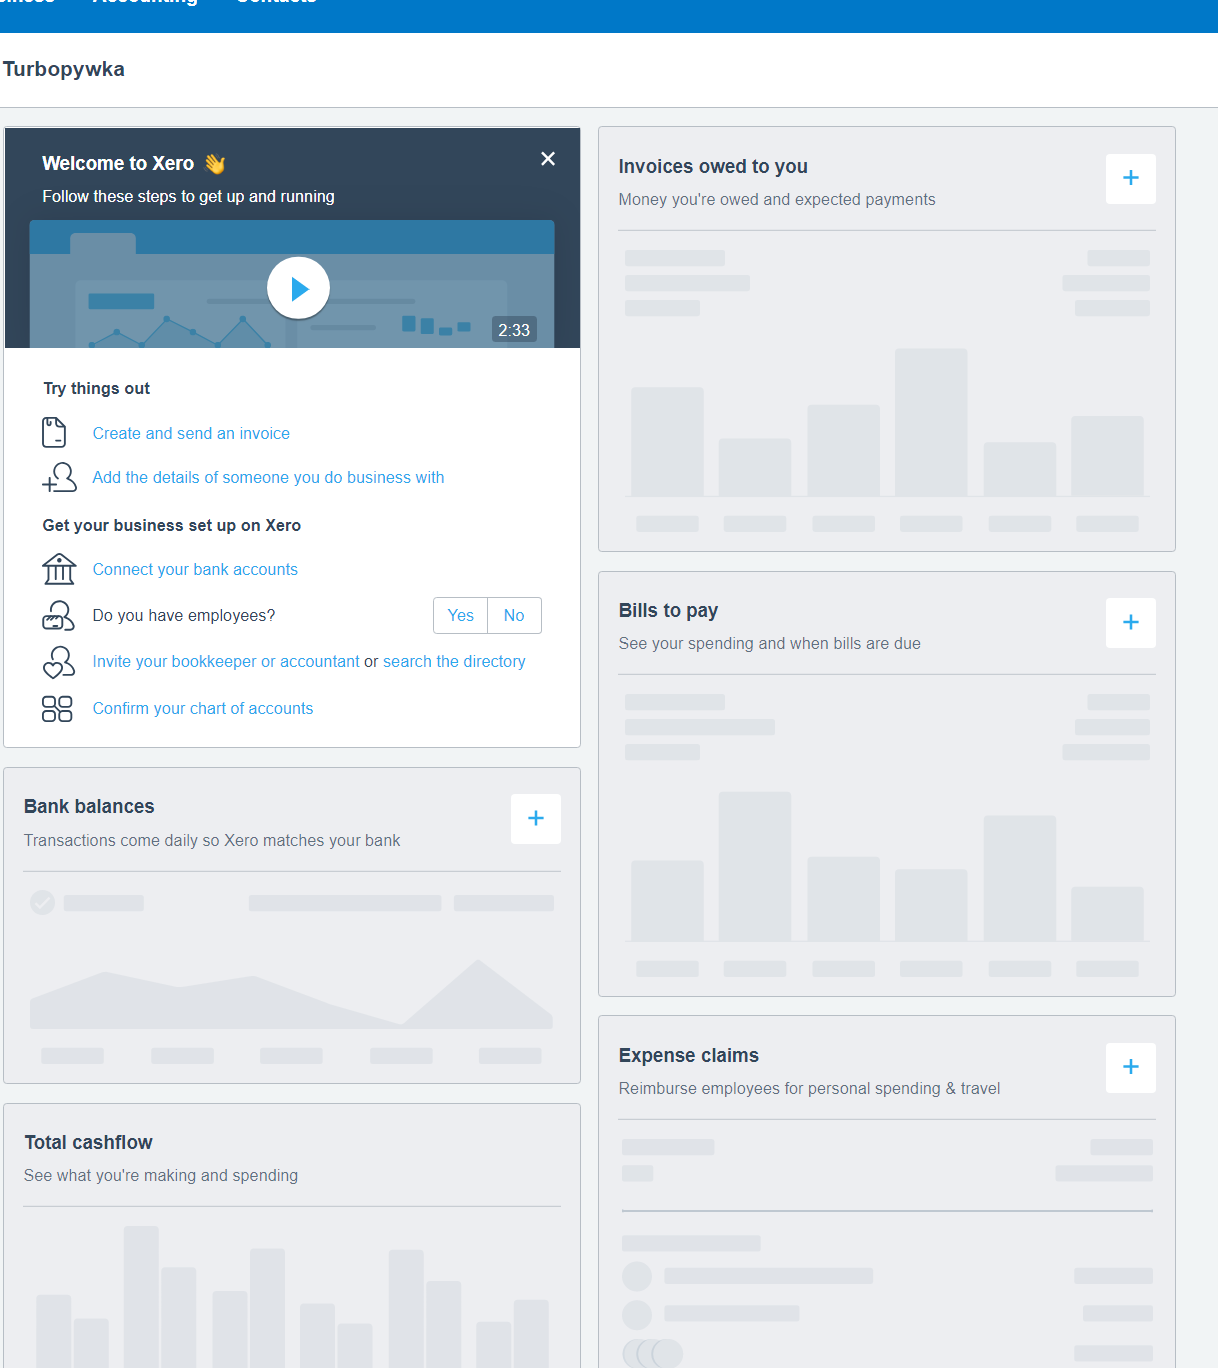 Accounting
Contacts
Turbopywka
Welcome to Xero 👋
Follow these steps to get up and running
2:33
Try things out
Create and send an invoice
Add the details of someone you do business with
Get your business set up on Xero
Connect your bank accounts
Do you have employees? Yes No
Invite your bookkeeper or accountant or search the directory
Confirm your chart of accounts
Bank balances
Transactions come daily so Xero matches your bank
Total cashflow
See what you're making and spending
Invoices owed to you
Money you're owed and expected payments
Bills to pay
See your spending and when bills are due
Expense claims
Reimburse employees for personal spending & travel